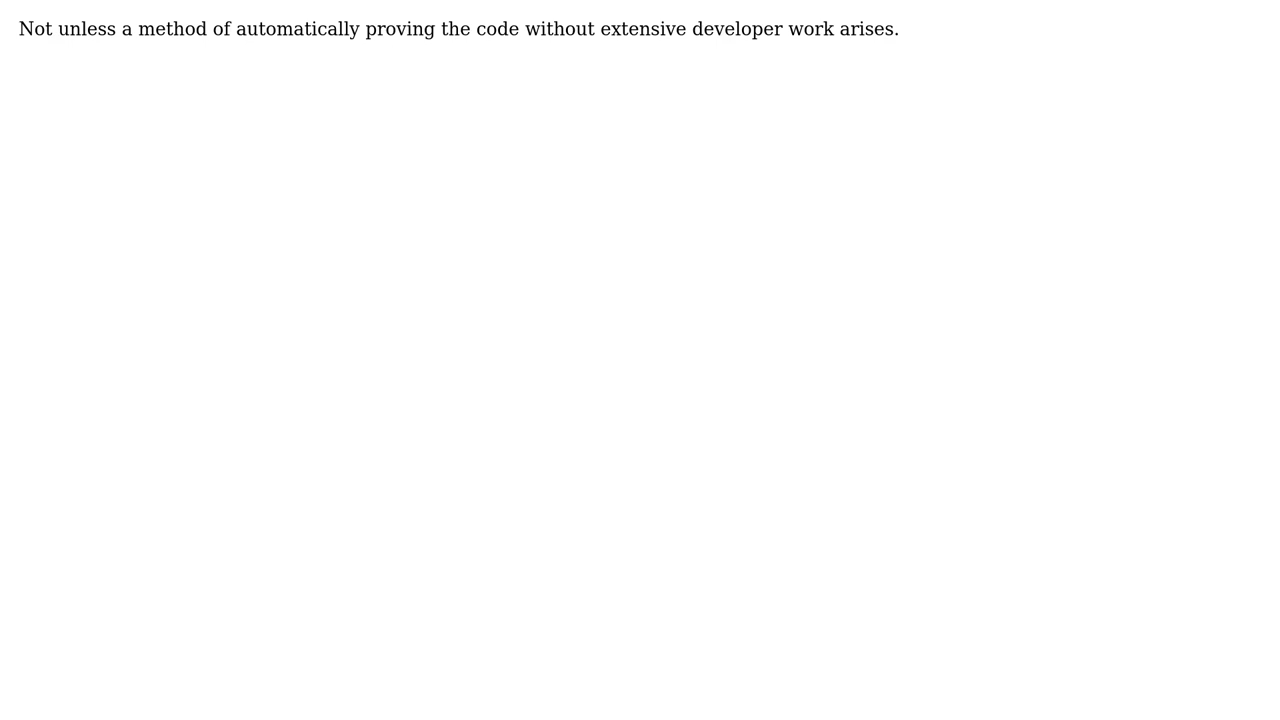 Not unless a method of automatically proving the code without extensive developer work arises.